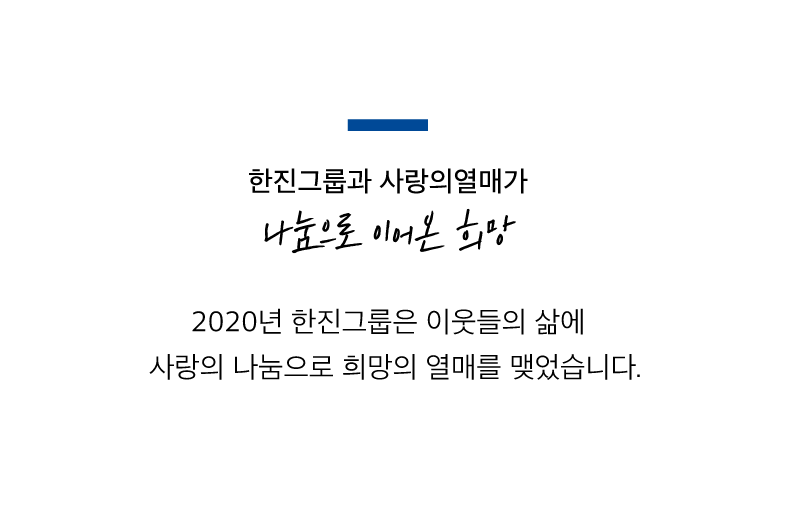 한진그룹과 사랑의열매가
나눔으로 이어온 희망
2020년 한진그룹은 이웃들의 삶에
사랑의 나눔으로 희망의 열매를 맺었습니다.